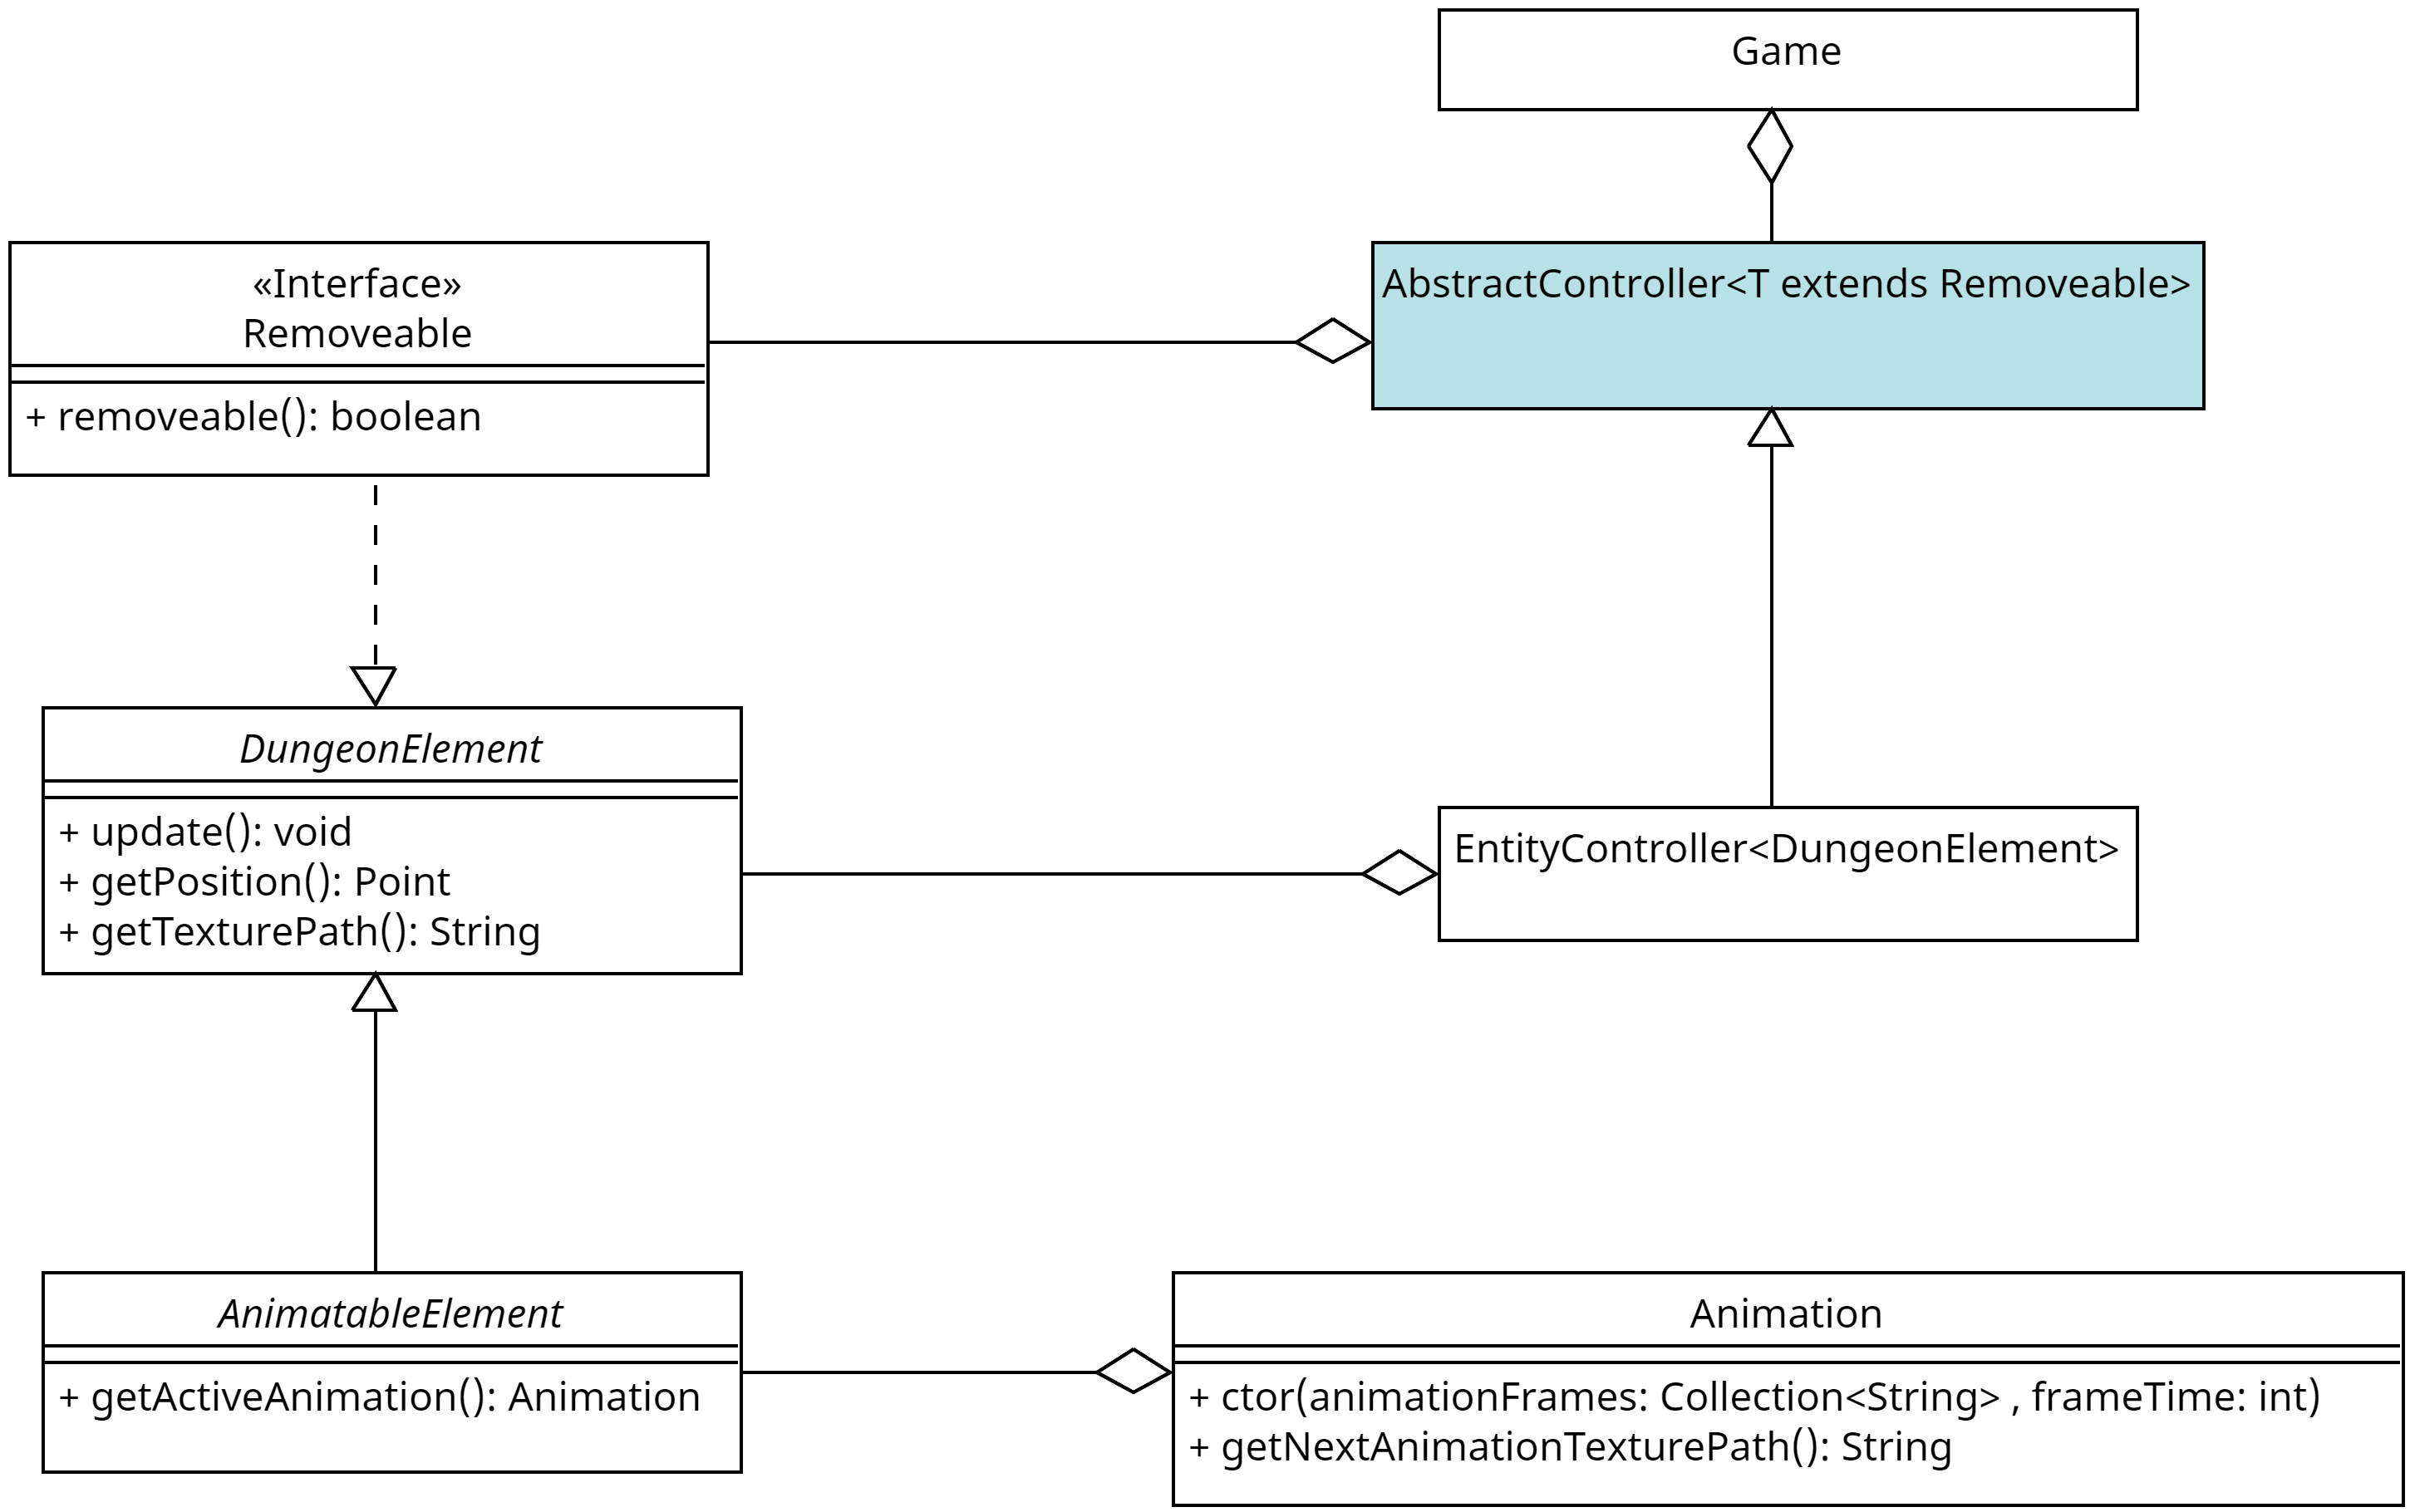 Game
«Interface»
Removeable
+ removeable(): boolean
AbstractController<T extends Removeable>
DungeonElement
+ update(): void
+ getPosition(): Point
+ getTexturePath(): String
EntityController<DungeonElement>
AnimatableElement
+ getActiveAnimation(): Animation
Animation
+ ctor(animationFrames: Collection<String> , frameTime: int)
+ getNextAnimationTexturePath(): String